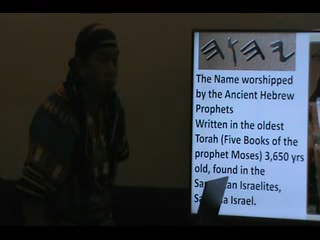 𐤉𐤄𐤅𐤄
The Name worshipped
by the Ancient Hebrew
Prophets
Written in the oldest
Torah (Five Books of the
prophet Moses) 3,650 yrs
old, found in the
Israelites,
Israel.